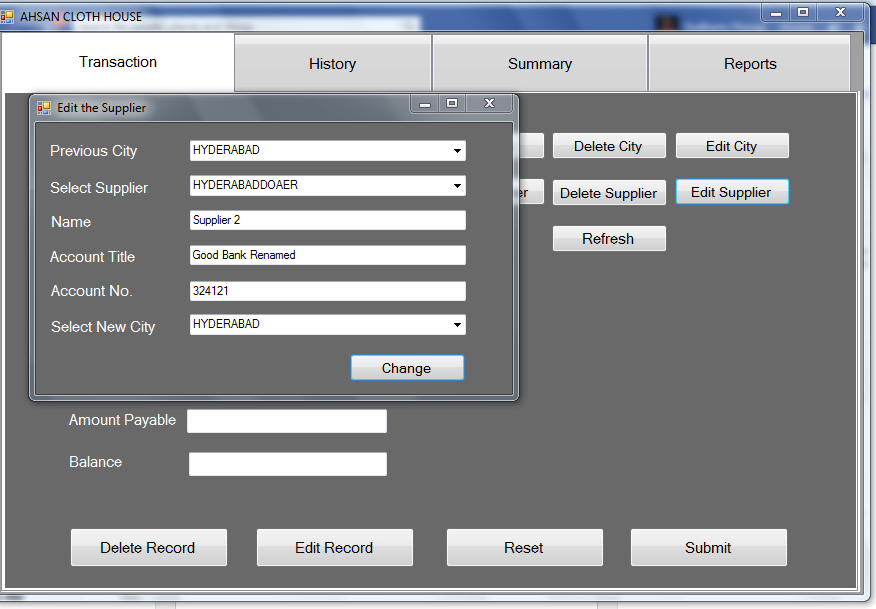 AHSAN CLOTH HOUSE
Transaction History Summary Reports
Edit the Supplier
Previous City HYDERABAD
Delete City Edit City
Select Supplier HYDERABADDOAER
er Delete Supplier Edit Supplier
Name Supplier 2
Refresh
Account Title Good Bank Renamed
Account No. 324121
Select New City HYDERABAD
Change
Amount Payable
Balance
Delete Record Edit Record Reset Submit